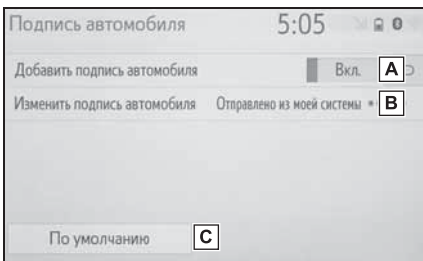 Подпись автомобиля 5:05
Добавить подпись автомобиля Вкл. A
Изменить подпись автомобиля Отправлено из моей системы B
По умолчанию C